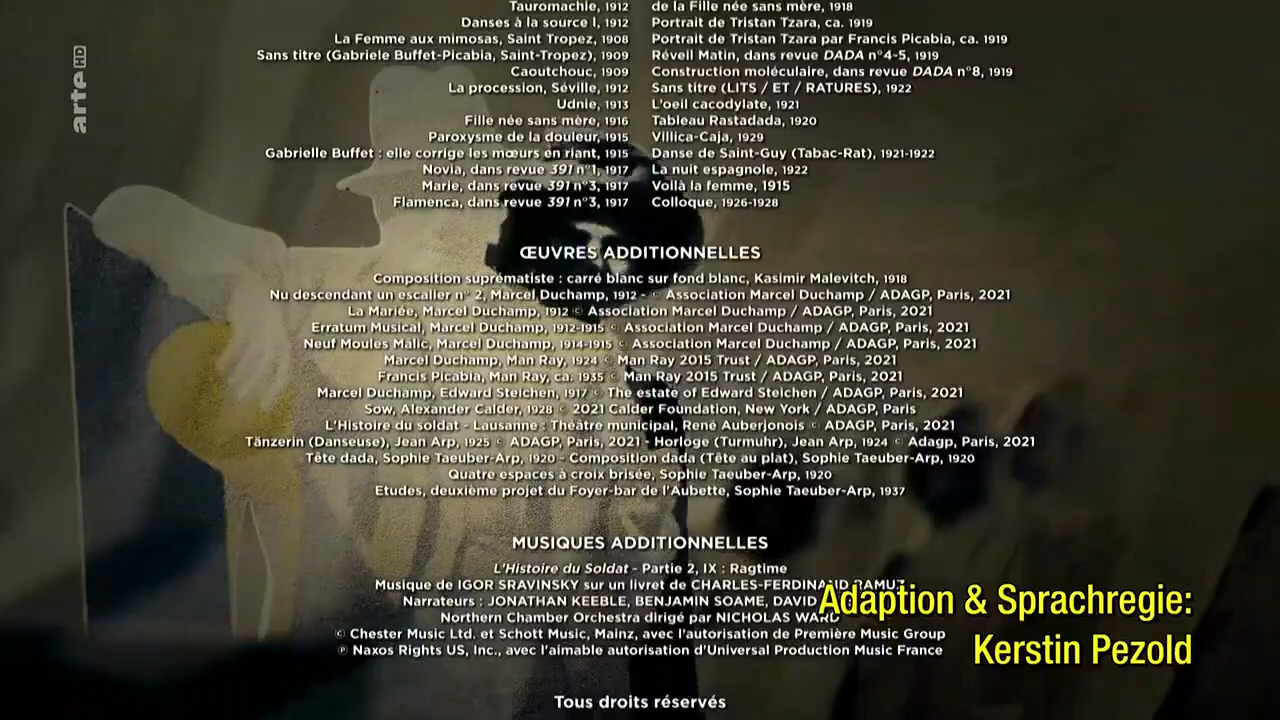 arte HD
Tauromachie, 1912 de la Fille née sans mère, 1918
Danses à la source I, 1912 Portrait de Tristan Tzara, ca. 1919
La Femme aux mimosas, Saint Tropez, 1908 Portrait de Tristan Tzara par Francis Picabia, ca. 1919
Sans titre (Gabriele Buffet-Picabia, Saint-Tropez), 1909 Réveil Matin, dans revue DADA n°4-5, 1919
Caoutchouc, 1909 Construction moléculaire, dans revue DADA n°8, 1919
La procession, Séville, 1912 Sans titre (LITS / ET / RATURES), 1922
Udnie, 1913 L'oeil cacodylate, 1921
Fille née sans mère, 1916 Tableau Rastadada, 1920
Paroxysme de la douleur, 1915 Villica-Caja, 1929
Gabrielle Buffet : elle corrige les mœurs en riant, 1915 Danse de Saint-Guy (Tabac-Rat), 1921-1922
Novia, dans revue 391 n°1, 1917 La nuit espagnole, 1922
Marie, dans revue 391 n°3, 1917 Voilà la femme, 1915
Flamenca, dans revue 391 n°3, 1917 Colloque, 1926-1928
ŒUVRES ADDITIONNELLES
Composition suprématiste : carré blanc sur fond blanc, Kasimir Malevitch, 1918
Nu descendant un escalier n° 2, Marcel Duchamp, 1912 - © Association Marcel Duchamp / ADAGP, Paris, 2021
La Mariée, Marcel Duchamp, 1912 © Association Marcel Duchamp / ADAGP, Paris, 2021
Erratum Musical, Marcel Duchamp, 1912-1915 © Association Marcel Duchamp / ADAGP, Paris, 2021
Neuf Moules Mâlic, Marcel Duchamp, 1914-1915 © Association Marcel Duchamp / ADAGP, Paris, 2021
Marcel Duchamp, Man Ray, 1924 © Man Ray 2015 Trust / ADAGP, Paris, 2021
Francis Picabia, Man Ray, ca. 1935 © Man Ray 2015 Trust / ADAGP, Paris, 2021
Marcel Duchamp, Edward Steichen, 1917 © The estate of Edward Steichen / ADAGP, Paris, 2021
Sow, Alexander Calder, 1928 © 2021 Calder Foundation, New York / ADAGP, Paris
L'Histoire du soldat - Lausanne : Théâtre municipal, René Auberjonois © ADAGP, Paris, 2021
Tänzerin (Danseuse), Jean Arp, 1925 © ADAGP, Paris, 2021 - Horloge (Turmuhr), Jean Arp, 1924 © Adagp, Paris, 2021
Tête dada, Sophie Taeuber-Arp, 1920 - Composition dada (Tête au plat), Sophie Taeuber-Arp, 1920
Quatre espaces à croix brisée, Sophie Taeuber-Arp, 1920
Etudes, deuxième projet du Foyer-bar de l'Aubette, Sophie Taeuber-Arp, 1937
MUSIQUES ADDITIONNELLES
L'Histoire du Soldat - Partie 2, IX : Ragtime
Musique de IGOR SRAVINSKY sur un livret de CHARLES-FERDINAND RAMUZ
Narrateurs : JONATHAN KEEBLE, BENJAMIN SOAME, DAVID
Northern Chamber Orchestra dirigé par NICHOLAS WARD
© Chester Music Ltd. et Schott Music, Mainz, avec l'autorisation de Première Music Group
℗ Naxos Rights US, Inc., avec l'aimable autorisation d'Universal Production Music France
Tous droits réservés
Adaption & Sprachregie:
Kerstin Pezold